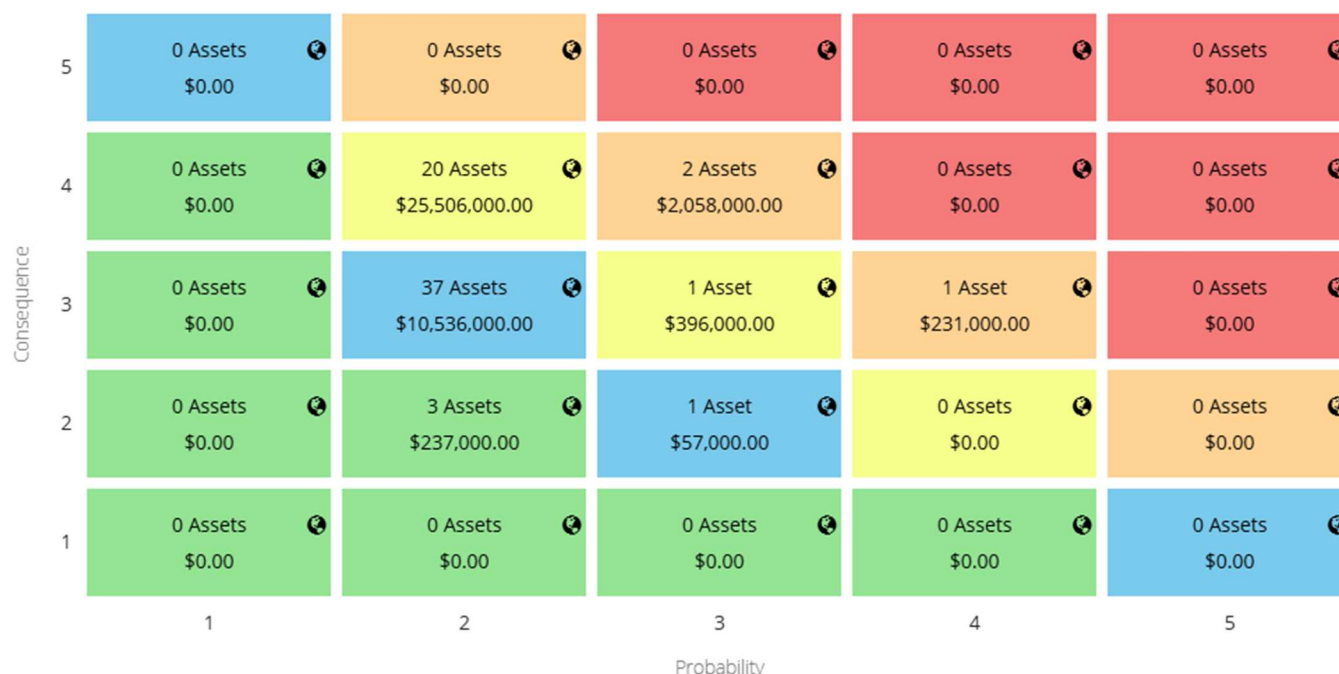 5
0 Assets
$0.00
0 Assets
$0.00
0 Assets
$0.00
0 Assets
$0.00
0 Assets
$0.00
4
0 Assets
$0.00
20 Assets
$25,506,000.00
2 Assets
$2,058,000.00
0 Assets
$0.00
0 Assets
$0.00
Consequence
3
0 Assets
$0.00
37 Assets
$10,536,000.00
1 Asset
$396,000.00
1 Asset
$231,000.00
0 Assets
$0.00
2
0 Assets
$0.00
3 Assets
$237,000.00
1 Asset
$57,000.00
0 Assets
$0.00
0 Assets
$0.00
1
0 Assets
$0.00
0 Assets
$0.00
0 Assets
$0.00
0 Assets
$0.00
0 Assets
$0.00
1
2
3
4
5
Probability